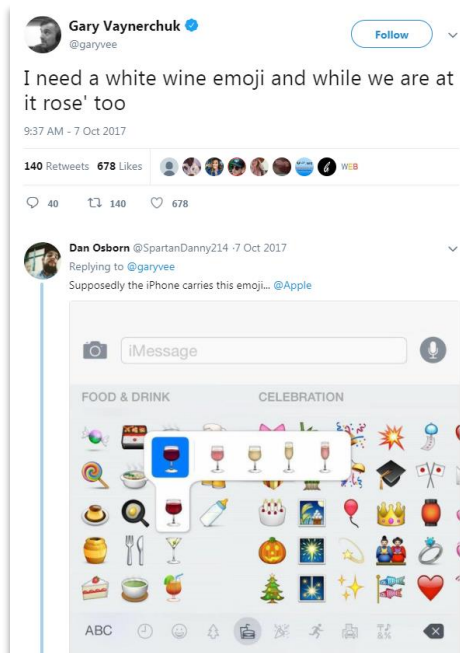 Gary Vaynerchuk
@garyvee
Follow
I need a white wine emoji and while we are at
it rose' too
9:37 AM - 7 Oct 2017
140 Retweets 678 Likes
WEB
40 140 678
Dan Osborn @SpartanDanny214 ·7 Oct 2017
Replying to @garyvee
Supposedly the iPhone carries this emoji... @Apple
iMessage
FOOD & DRINK CELEBRATION
ABC